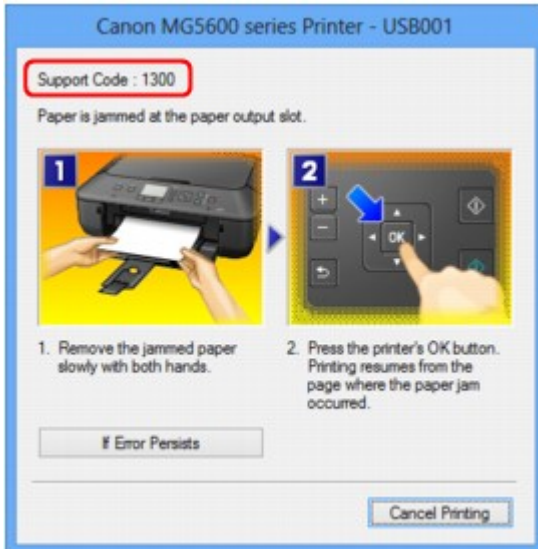 Canon MG5600 series Printer - USB001
Support Code : 1300
Paper is jammed at the paper output slot.
1
2
+
−
OK
1. Remove the jammed paper
slowly with both hands.
2. Press the printer's OK button.
Printing resumes from the
page where the paper jam
occurred.
If Error Persists
Cancel Printing